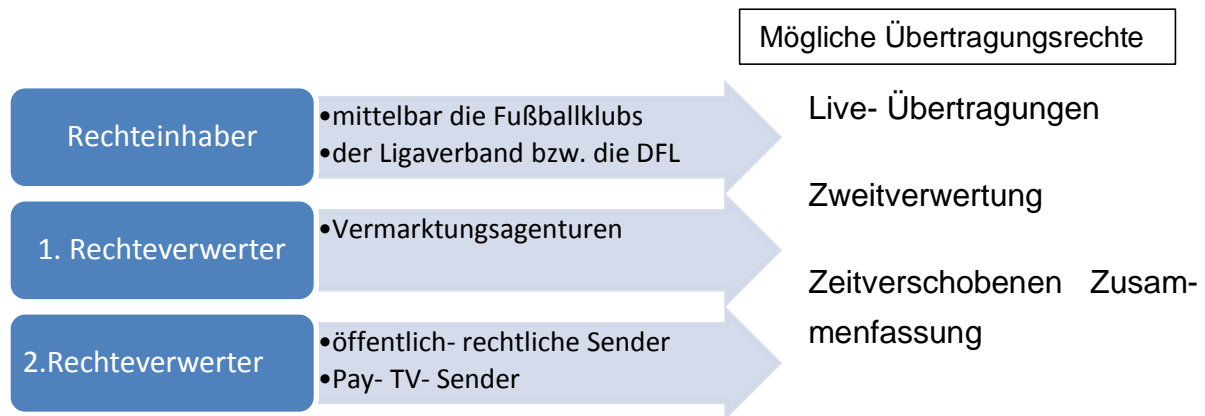 Mögliche Übertragungsrechte
Rechteinhaber
•mittelbar die Fußballklubs
•der Ligaverband bzw. die DFL
1. Rechteverwerter
•Vermarktungsagenturen
2.Rechteverwerter
•öffentlich- rechtliche Sender
•Pay- TV- Sender
Live- Übertragungen
Zweitverwertung
Zeitverschobenen Zusam-
menfassung